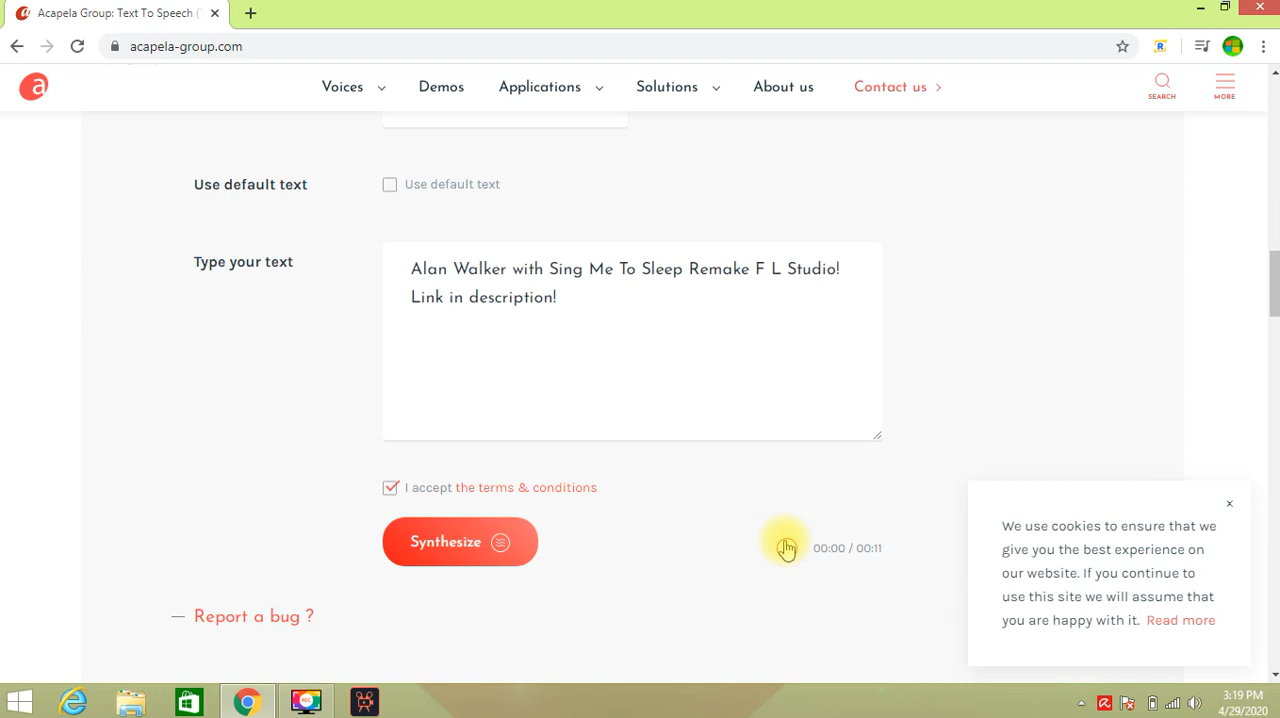 Acapela Group: Text To Speech (
acapela-group.com
a
Voices
Demos
Applications
Solutions
About us
Contact us
SEARCH
MORE
Use default text
Use default text
Type your text
Alan Walker with Sing Me To Sleep Remake F L Studio!
Link in description!
I accept the terms & conditions
Synthesize
00:00 / 00:11
Report a bug ?
We use cookies to ensure that we
give you the best experience on
our website. If you continue to
use this site we will assume that
you are happy with it. Read more
REC
3:19 PM
4/29/2020